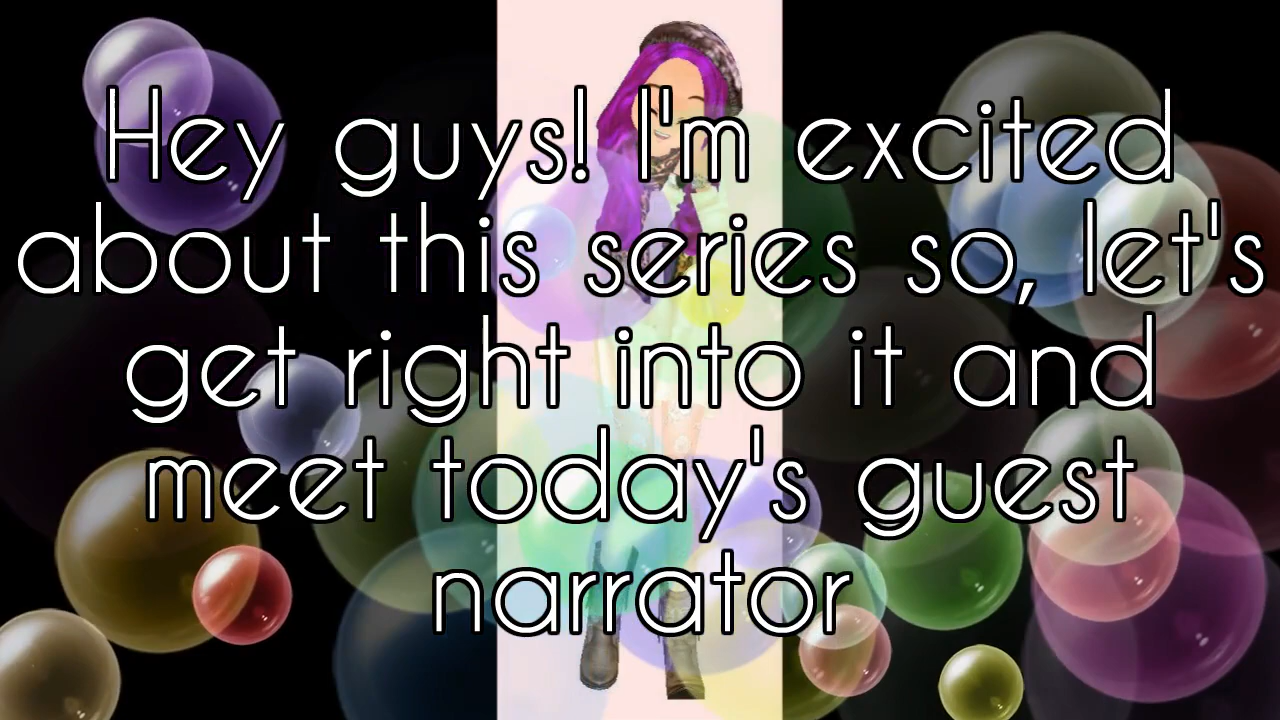 Hey guys! I'm excited
about this series so, let's
get right into it and
meet today's guest
narrator